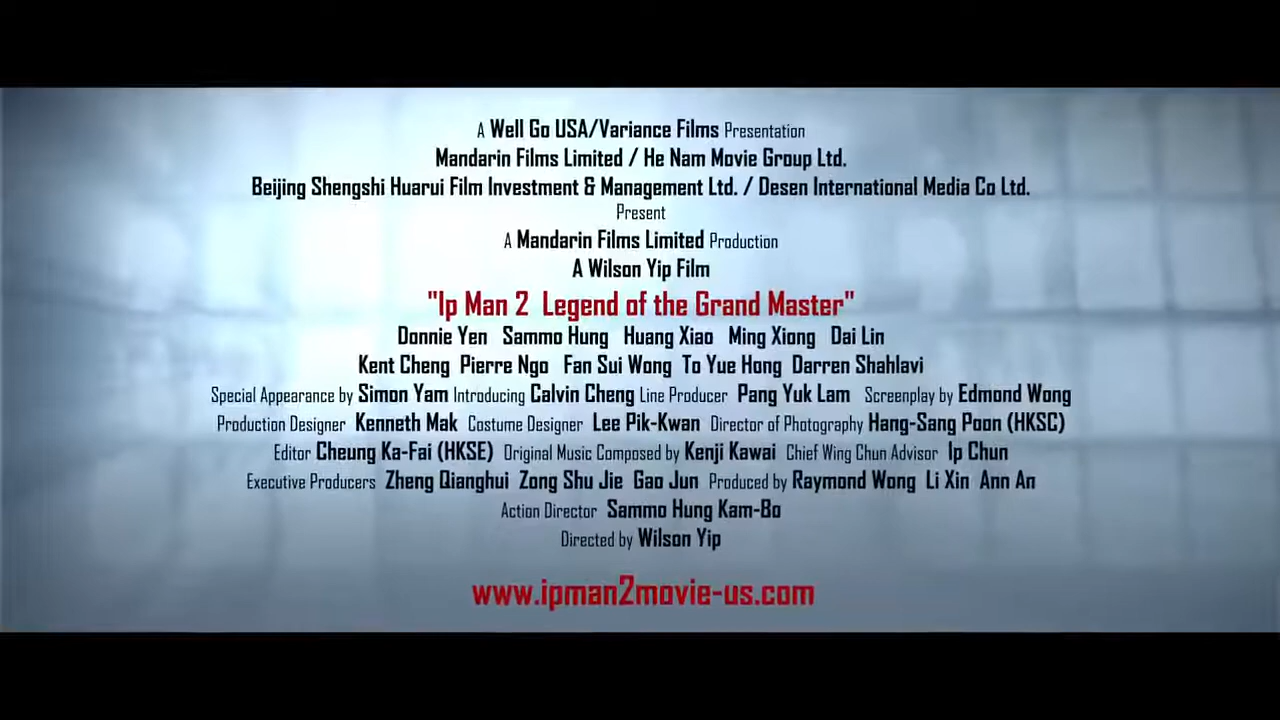 A Well Go USA/Variance Films Presentation
Mandarin Films Limited / He Nam Movie Group Ltd.
Beijing Shengshi Huarui Film Investment & Management Ltd. / Desen International Media Co Ltd.
Present
A Mandarin Films Limited Production
A Wilson Yip Film
"Ip Man 2 Legend of the Grand Master"
Donnie Yen Sammo Hung Huang Xiao Ming Xiong Dai Lin
Kent Cheng Pierre Ngo Fan Sui Wong To Yue Hong Darren Shahlavi
Special Appearance by Simon Yam Introducing Calvin Cheng Line Producer Pang Yuk Lam Screenplay by Edmond Wong
Production Designer Kenneth Mak Costume Designer Lee Pik-Kwan Director of Photography Hang-Sang Poon (HKSC)
Editor Cheung Ka-Fai (HKSE) Original Music Composed by Kenji Kawai Chief Wing Chun Advisor Ip Chun
Executive Producers Zheng Qianghui Zong Shu Jie Gao Jun Produced by Raymond Wong Li Xin Ann An
Action Director Sammo Hung Kam-Bo
Directed by Wilson Yip
www.ipman2movie-us.com